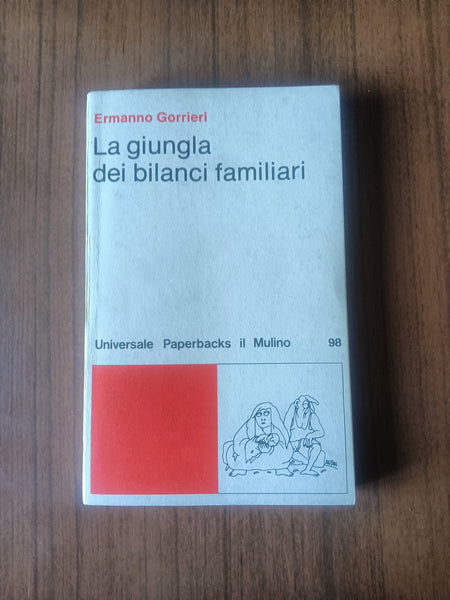 Ermanno Gorrieri
La giungla
dei bilanci familiari
Universale Paperbacks il Mulino 98